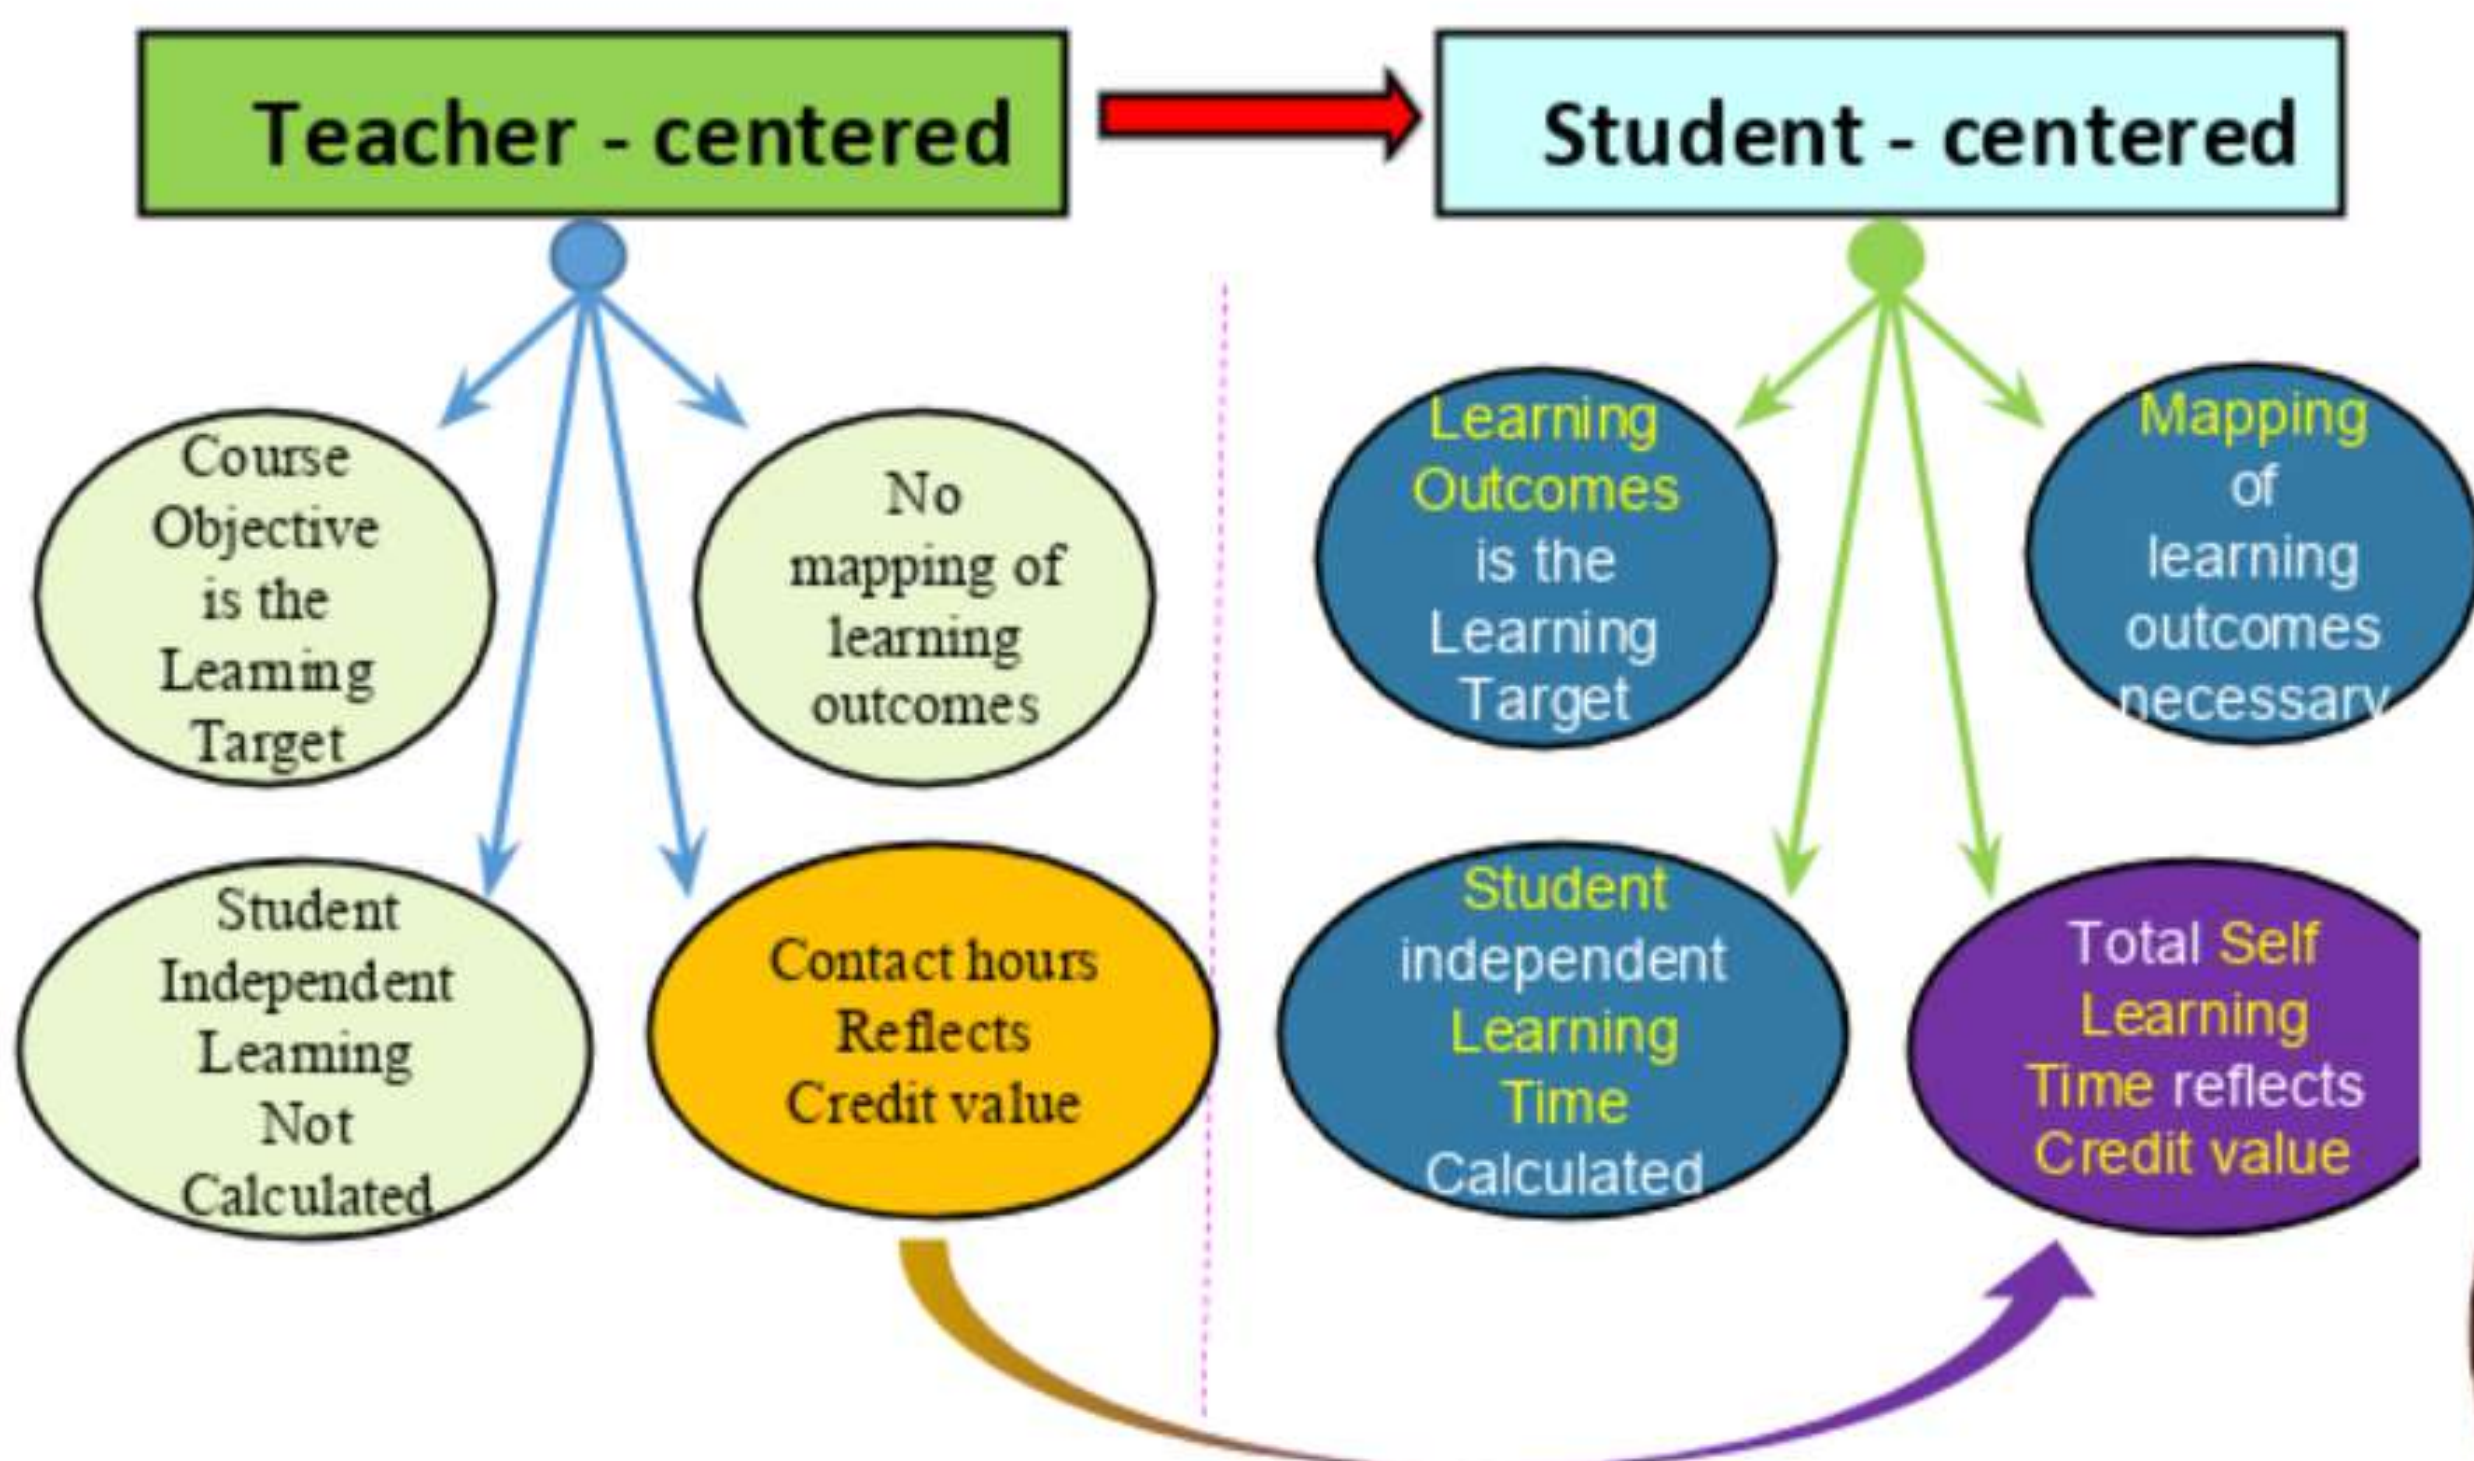 Teacher - centered
Student - centered
Course
Objective
is the
Learning
Target
No
mapping of
learning
outcomes
Student
Independent
Learning
Not
Calculated
Contact hours
Reflects
Credit value
Learning
Outcomes
is the
Learning
Target
Mapping
of
learning
outcomes
necessary
Student
independent
Learning
Time
Calculated
Total Self
Learning
Time reflects
Credit value